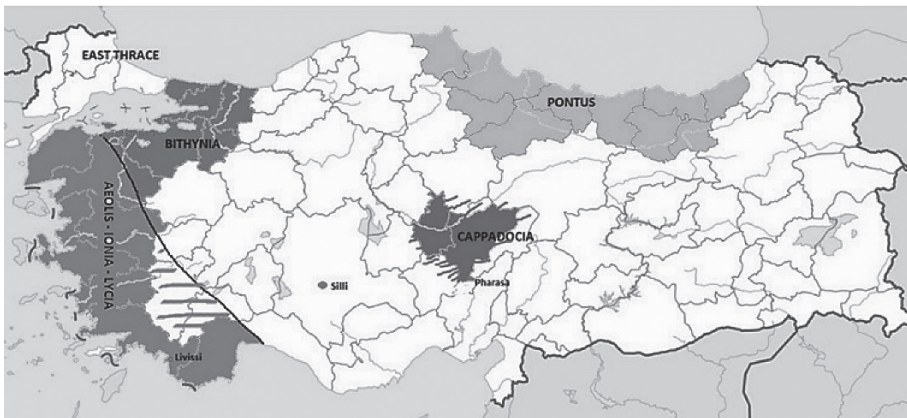 EAST THRACE
PONTUS
BITHYNIA
AEOLIS - IONIA - LYCIA
CAPPADOCIA
Silli
Pharasa
Livissi